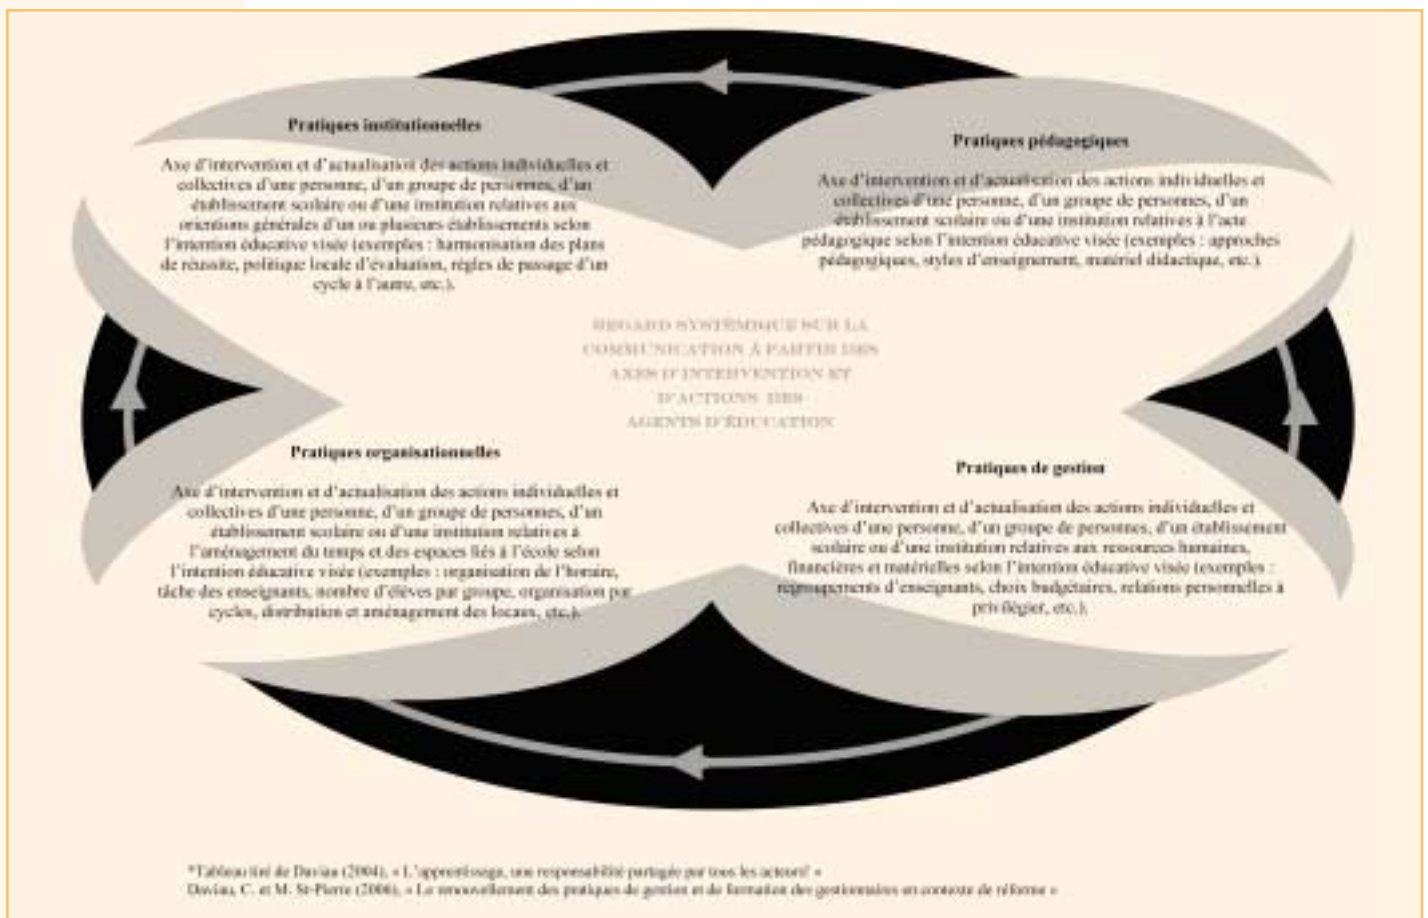 Pratiques institutionnelles
Axe d'intervention et d'actualisation des actions individuelles et
collectives d'une personne, d'un groupe de personnes, d'un
établissement scolaire ou d'une institution relatives aux
orientions générales d'un ou plusieurs établissements selon
l'intention éducative visée (exemples : harmonisation des plans
de réussite, politique locale d'évaluation, règles de passage d'un
cycle à l'autre, etc.).
Pratiques pédagogiques
Axe d'intervention et d'actualisation des actions individuelles et
collectives d'une personne, d'un groupe de personnes, d'un
établissement scolaire ou d'une institution relatives à l'acte
pédagogique selon l'intention éducative visée (exemples : approches
pédagogiques, styles d'enseignement, matériel didactique, etc.).
REGARD SYSTÉMIQUE SUR LA
COMMUNICATION À PARTIR DES
AXES D'INTERVENTION ET
D'ACTIONS DES
AGENTS D'ÉDUCATION
Pratiques organisationnelles
Axe d'intervention et d'actualisation des actions individuelles et
collectives d'une personne, d'un groupe de personnes, d'un
établissement scolaire ou d'une institution relatives à
l'aménagement du temps et des espaces liés à l'école selon
l'intention éducative visée (exemples : organisation de l'horaire,
tâche des enseignants, nombre d'élèves par groupe, organisation par
cycles, distribution et aménagement des locaux, etc.).
Pratiques de gestion
Axe d'intervention et d'actualisation des actions individuelles et
collectives d'une personne, d'un groupe de personnes, d'un établissement
scolaire ou d'une institution relatives aux ressources humaines,
financières et matérielles selon l'intention éducative visée (exemples :
regroupements d'enseignants, choix budgétaires, relations personnelles à
privilégier, etc.).
*Tableau tiré de Daviau (2004), « L'apprentissage, une responsabilité partagée par tous les acteurs! »
Daviau, C. et M. St-Pierre (2006), « Le renouvellement des pratiques de gestion et de formation des gestionnaires en contexte de réforme »